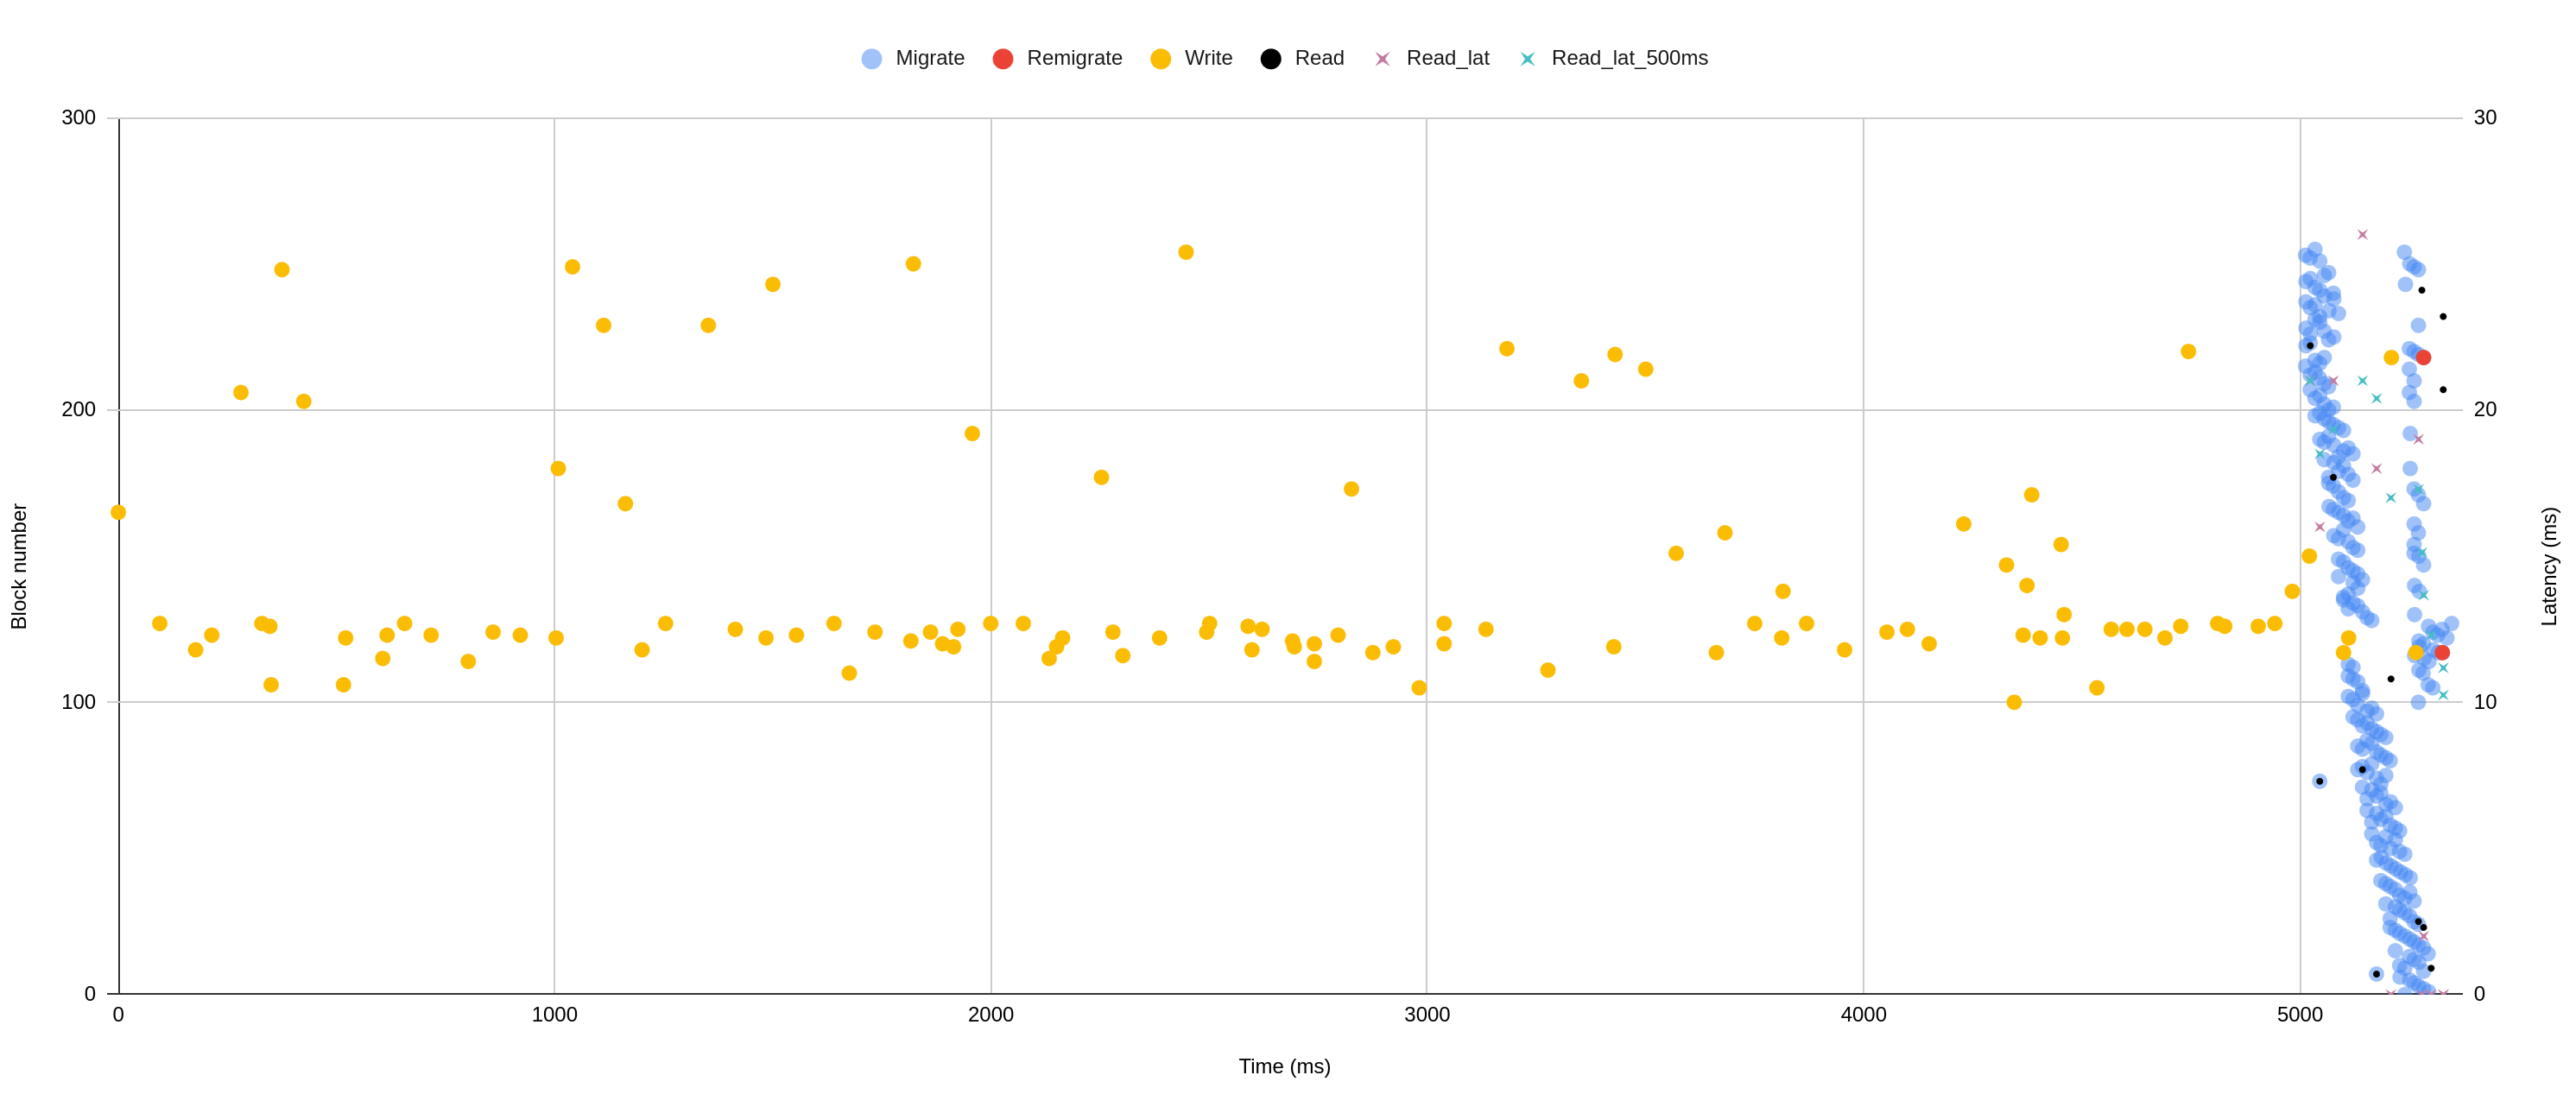 Migrate Remigrate Write Read Read_lat Read_lat_500ms
300 30
200 20
100 10
0 0
0 1000 2000 3000 4000 5000
Block number
Latency (ms)
Time (ms)